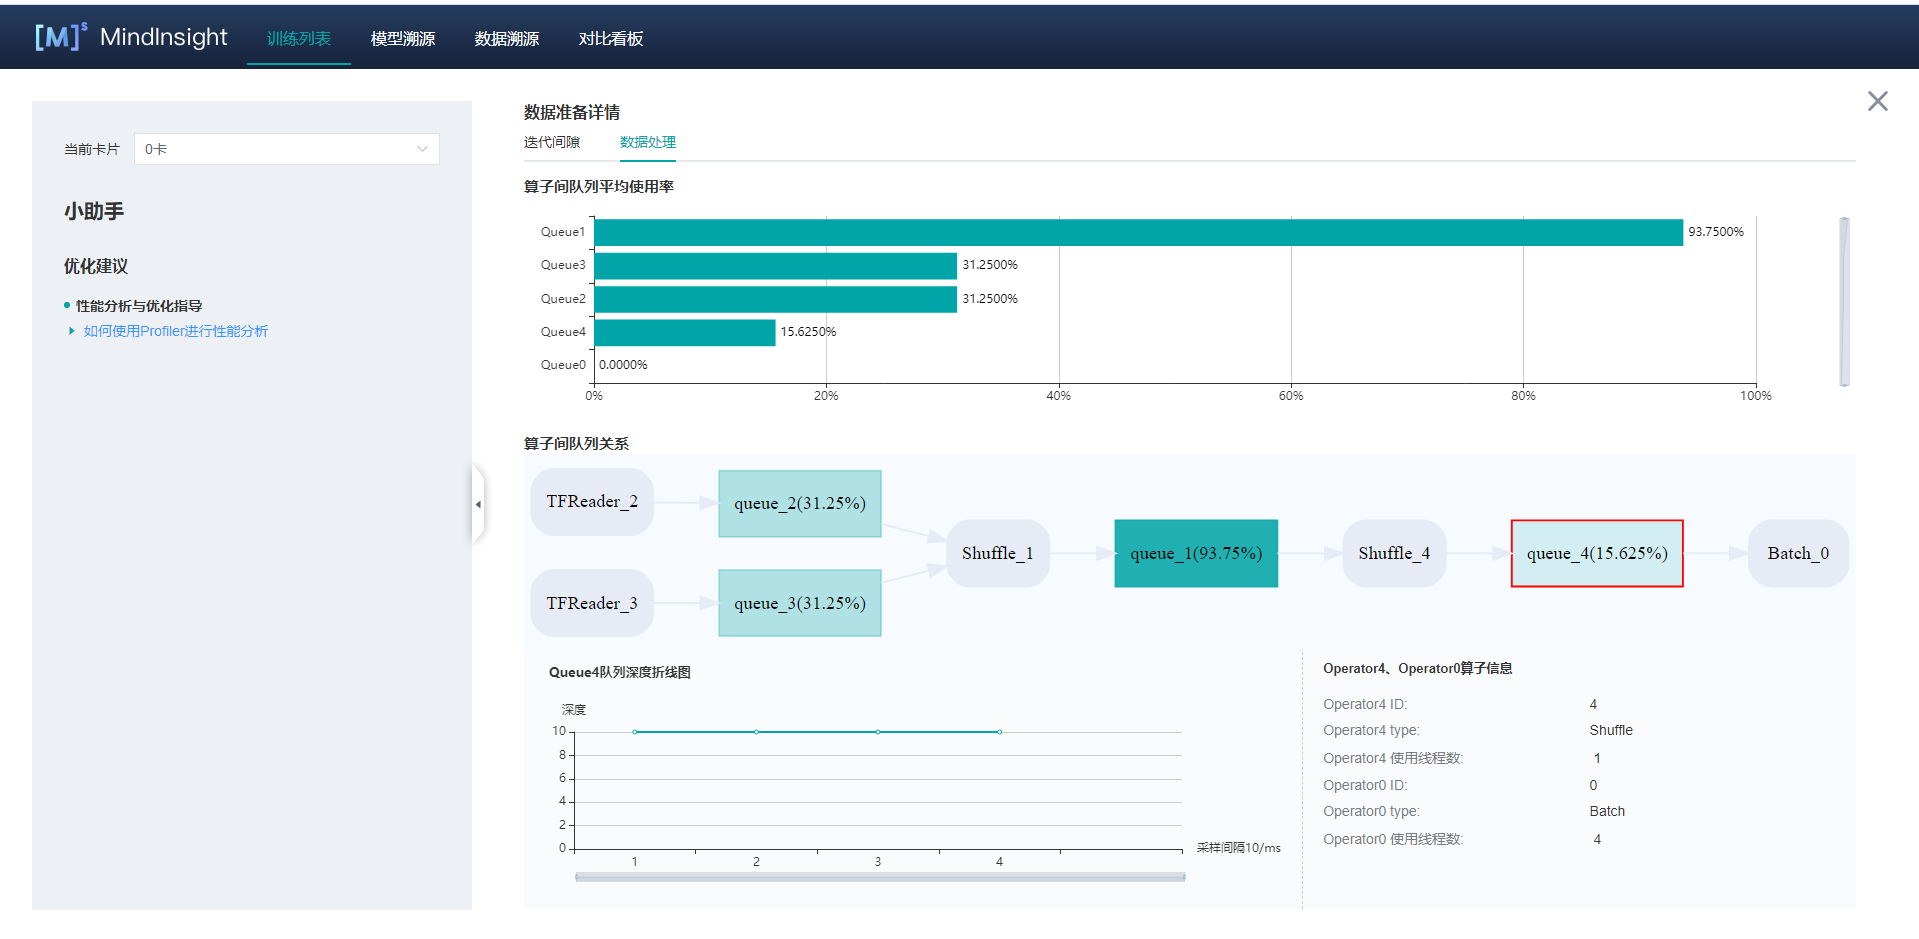 [M]s MindInsight 训练列表 模型溯源 数据溯源 对比看板
当前卡片 0卡
小助手
优化建议
性能分析与优化指导
如何使用Profiler进行性能分析
数据准备详情
迭代间隙 数据处理
算子间队列平均使用率
Queue1 93.7500%
Queue3 31.2500%
Queue2 31.2500%
Queue4 15.6250%
Queue0 0.0000%
0% 20% 40% 60% 80% 100%
算子间队列关系
TFReader_2 queue_2(31.25%)
Shuffle_1 queue_1(93.75%) Shuffle_4 queue_4(15.625%) Batch_0
TFReader_3 queue_3(31.25%)
Queue4队列深度折线图
深度
10
8
6
4
2
0
1 2 3 4
采样间隔10/ms
Operator4、Operator0算子信息
Operator4 ID: 4
Operator4 type: Shuffle
Operator4 使用线程数: 1
Operator0 ID: 0
Operator0 type: Batch
Operator0 使用线程数: 4